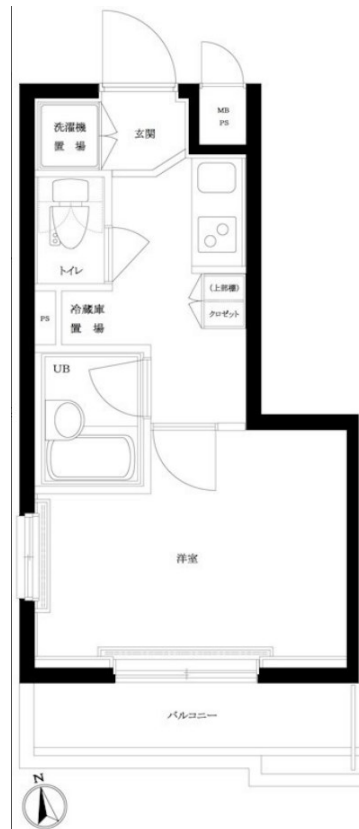 MB
PS
洗濯機
置 場
玄関
トイレ
(上部棚)
クロゼット
PS
冷蔵庫
置 場
UB
洋室
バルコニー
N